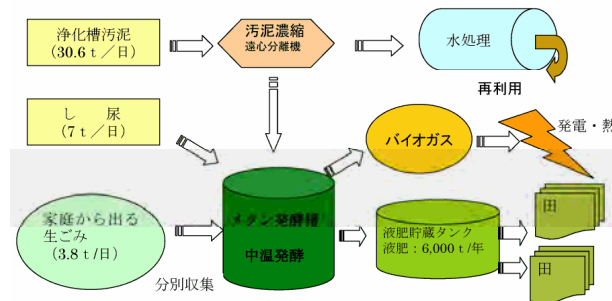 浄化槽汚泥
(30.6ｔ／日)
汚泥濃縮
遠心分離機
水処理
再利用
し　尿
(7ｔ／日)
バイオガス
発電・熱
家庭から出る
生ごみ
(3.8ｔ/日)
分別収集
メタン発酵槽
中温発酵
液肥貯蔵タンク
液肥：6,000ｔ/年
田
田